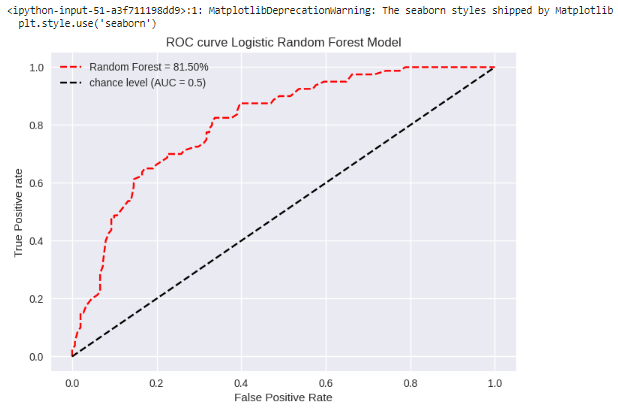 <ipython-input-51-a3f711198dd9>:1: MatplotlibDeprecationWarning: The seaborn styles shipped by Matplotlib
plt.style.use('seaborn')
ROC curve Logistic Random Forest Model
Random Forest = 81.50%
chance level (AUC = 0.5)
1.0
0.8
0.6
0.4
0.2
0.0
True Positive rate
0.0 0.2 0.4 0.6 0.8 1.0
False Positive Rate